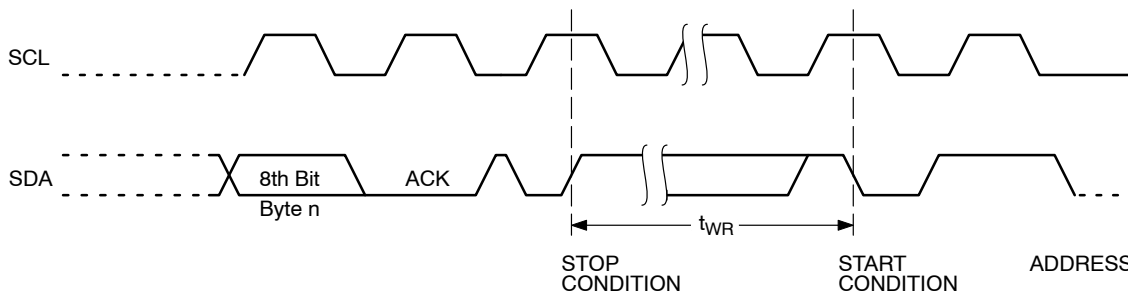 SCL
SDA
8th Bit
Byte n
ACK
tWR
STOP
CONDITION
START
CONDITION
ADDRESS